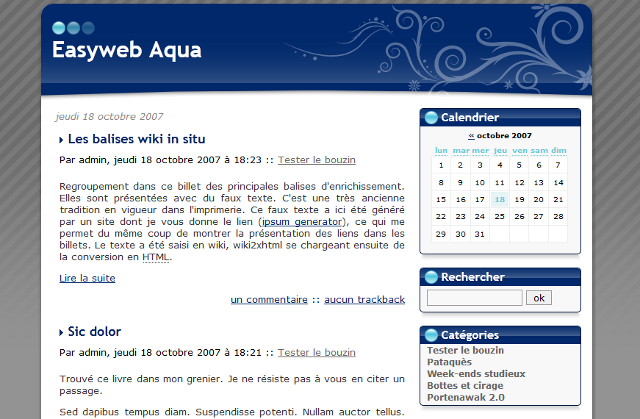 Easyweb Aqua
jeudi 18 octobre 2007
Les balises wiki in situ
Par admin, jeudi 18 octobre 2007 à 18:23 :: Tester le bouzin
Regroupement dans ce billet des principales balises d'enrichissement.
Elles sont présentées avec du faux texte. C'est une très ancienne
tradition en vigueur dans l'imprimerie. Ce faux texte a ici été généré
par un site dont je vous donne le lien (ipsum generator), ce qui me
permet du même coup de montrer la présentation des liens dans les
billets. Le texte a été saisi en wiki, wiki2xhtml se chargeant ensuite de
la conversion en HTML.
Lire la suite
un commentaire :: aucun trackback
Sic dolor
Par admin, jeudi 18 octobre 2007 à 18:21 :: Tester le bouzin
Trouvé ce livre dans mon grenier. Je ne résiste pas à vous en citer un
passage.
Sed dapibus tempus diam. Suspendisse potenti. Nullam auctor tellus.
Calendrier
« octobre 2007
lun mar mer jeu ven sam dim
1 2 3 4 5 6 7
8 9 10 11 12 13 14
15 16 17 18 19 20 21
22 23 24 25 26 27 28
29 30 31
Rechercher
ok
Catégories
Tester le bouzin
Pataquès
Week-ends studieux
Bottes et cirage
Portenawak 2.0